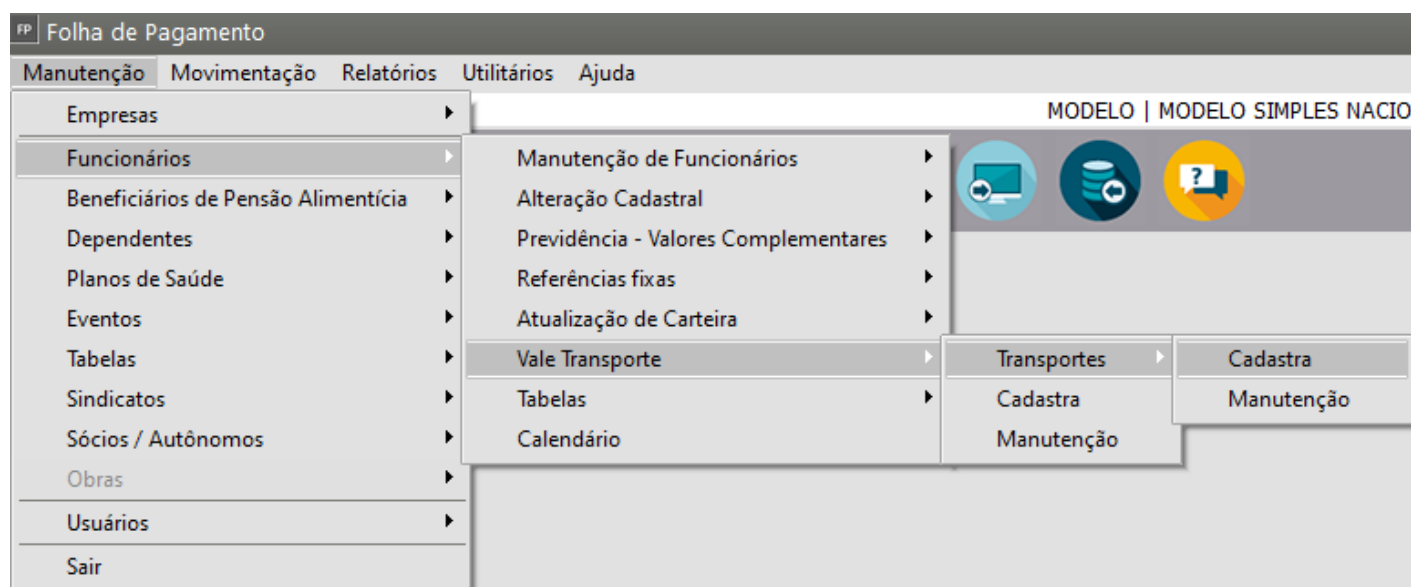 FP Folha de Pagamento
Manutenção Movimentação Relatórios Utilitários Ajuda
MODELO | MODELO SIMPLES NACIO
Empresas
Funcionários
Beneficiários de Pensão Alimentícia
Dependentes
Planos de Saúde
Eventos
Tabelas
Sindicatos
Sócios / Autônomos
Obras
Usuários
Sair
Manutenção de Funcionários
Alteração Cadastral
Previdência - Valores Complementares
Referências fixas
Atualização de Carteira
Vale Transporte
Tabelas
Calendário
Transportes
Cadastra
Manutenção
Cadastra
Manutenção
?